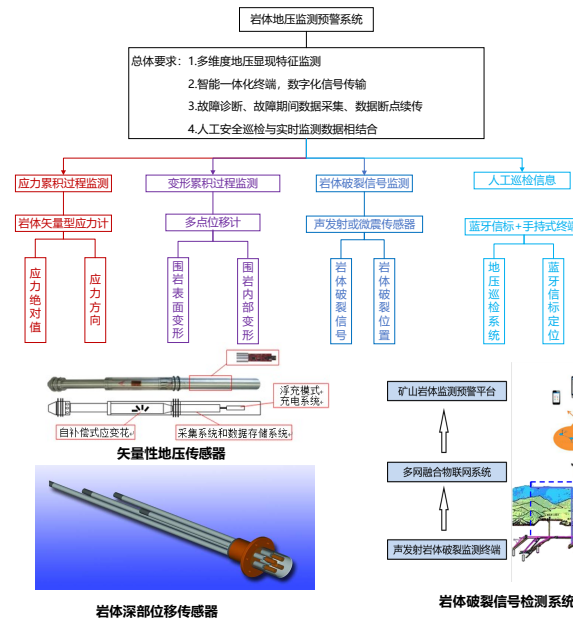 岩体地压监测预警系统
总体要求：1.多维度地压显现特征监测
2.智能一体化终端，数字化信号传输
3.故障诊断、故障期间数据采集、数据断点续传
4.人工安全巡检与实时监测数据相结合
应力累积过程监测
变形累积过程监测
岩体破裂信号监测
人工巡检信息
岩体矢量型应力计
多点位移计
声发射或微震传感器
蓝牙信标+手持式终端
应力绝对值
应力方向
围岩表面变形
围岩内部变形
岩体破裂信号
岩体破裂位置
地压巡检系统
蓝牙信标定位
浮充模式
充电系统
自补偿式应变花
采集系统和数据存储系统
矢量性地压传感器
岩体深部位移传感器
矿山岩体监测预警平台
多网融合物联网系统
声发射岩体破裂监测终端
岩体破裂信号检测系统